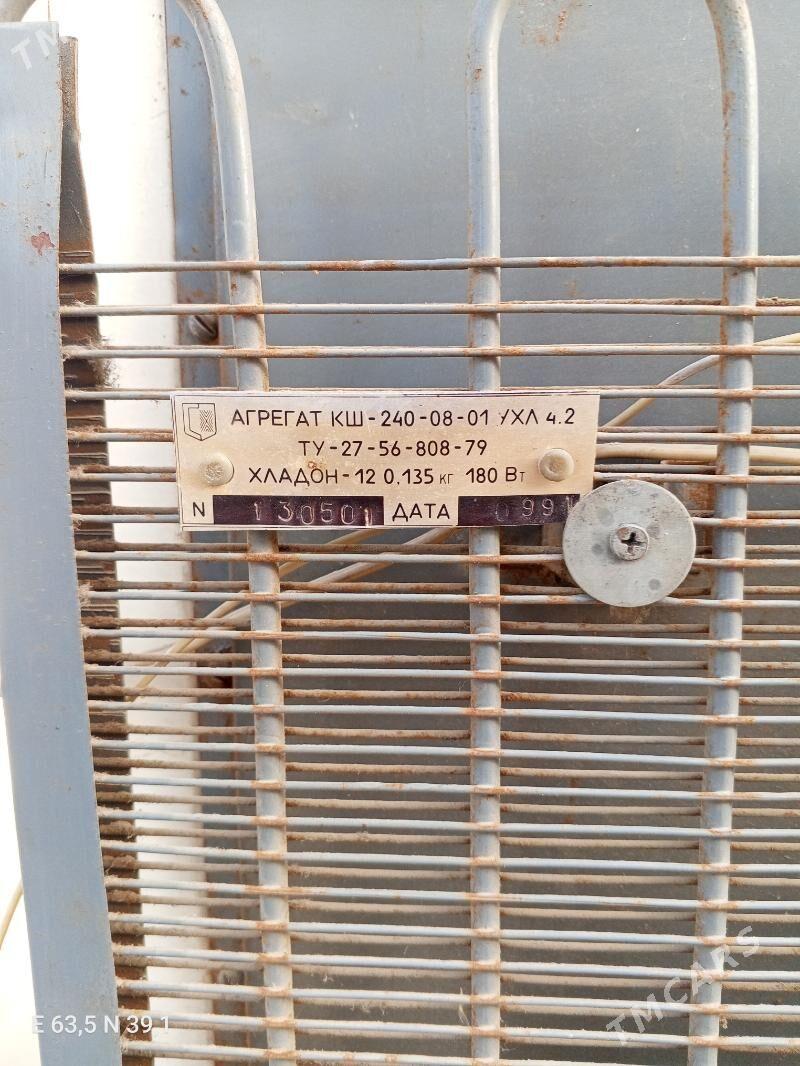 АГРЕГАТ КШ-240-08-01 УХЛ 4.2
ТУ-27-56-808-79
ХЛАДОН-12 0,135 кг 180 Вт
N 130501 ДАТА 0991
E 63,5 N 39 1
TMCARS